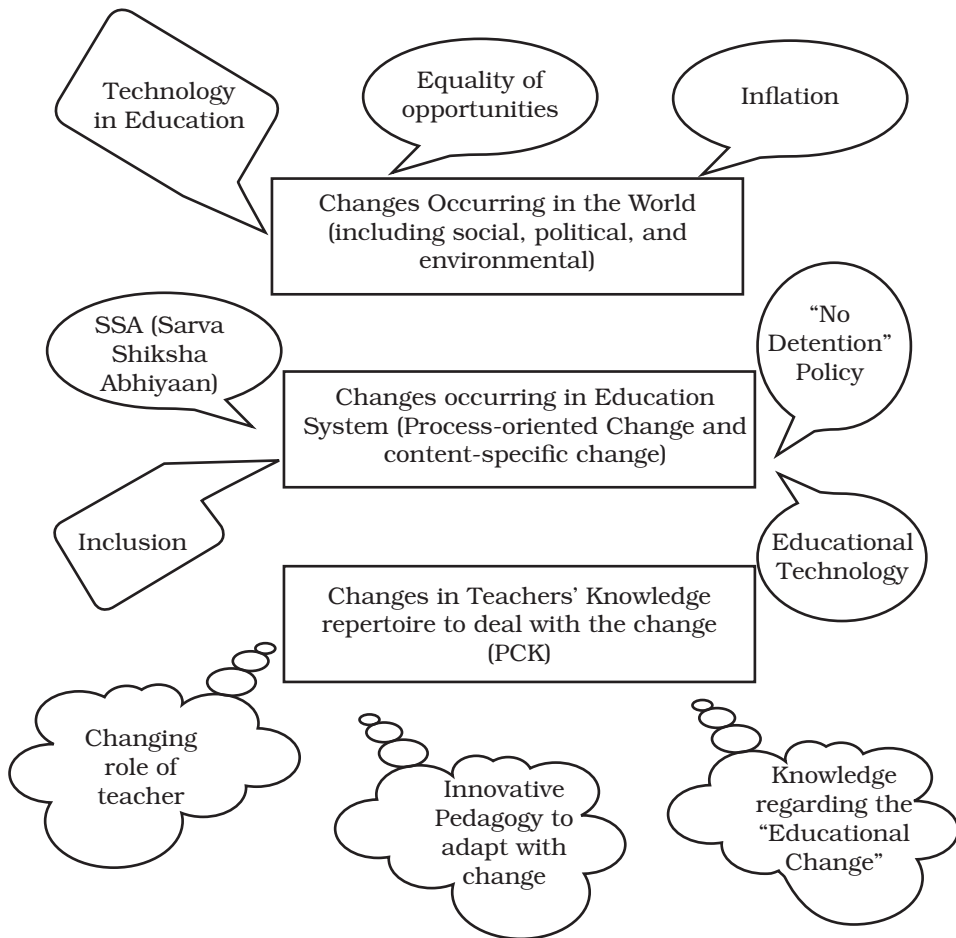 Technology
in Education
Equality of
opportunities
Inflation
Changes Occurring in the World
(including social, political, and
environmental)
SSA (Sarva
Shiksha
Abhiyaan)
“No
Detention”
Policy
Changes occurring in Education
System (Process-oriented Change and
content-specific change)
Inclusion
Educational
Technology
Changes in Teachers’ Knowledge
repertoire to deal with the change
(PCK)
Changing
role of
teacher
Innovative
Pedagogy to
adapt with
change
Knowledge
regarding the
“Educational
Change”